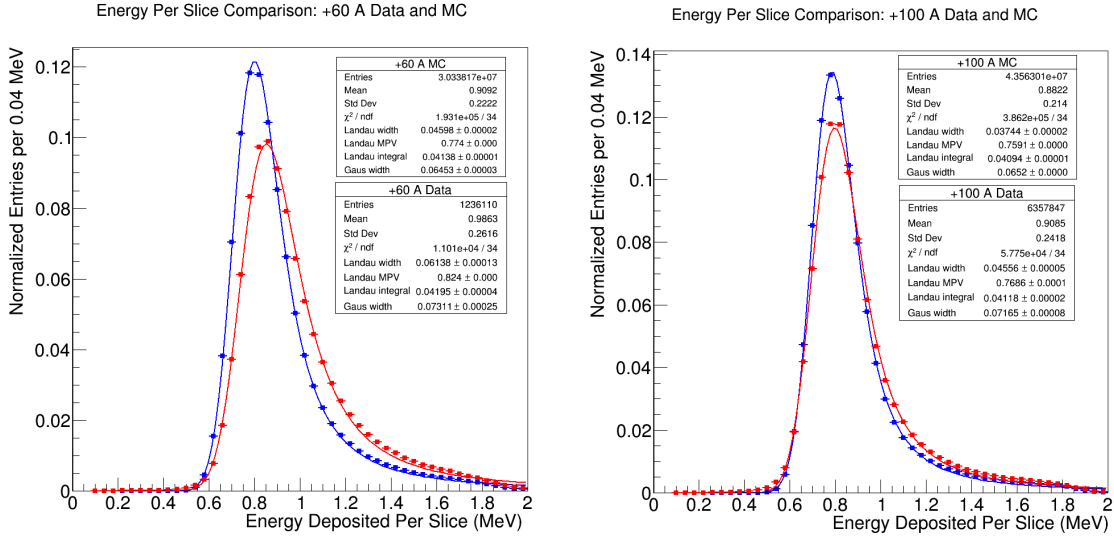 Energy Per Slice Comparison: +60 A Data and MC
Normalized Entries per 0.04 MeV
0.12
0.1
0.08
0.06
0.04
0.02
0
+60 A MC
Entries 3.033817e+07
Mean 0.9092
Std Dev 0.2222
χ² / ndf 1.931e+05 / 34
Landau width 0.04598 ± 0.00002
Landau MPV 0.774 ± 0.000
Landau integral 0.04138 ± 0.00001
Gaus width 0.06453 ± 0.00003
+60 A Data
Entries 1236110
Mean 0.9863
Std Dev 0.2616
χ² / ndf 1.101e+04 / 34
Landau width 0.06138 ± 0.00013
Landau MPV 0.824 ± 0.000
Landau integral 0.04195 ± 0.00004
Gaus width 0.07311 ± 0.00025
0 0.2 0.4 0.6 0.8 1 1.2 1.4 1.6 1.8 2
Energy Deposited Per Slice (MeV)
Energy Per Slice Comparison: +100 A Data and MC
Normalized Entries per 0.04 MeV
0.14
0.12
0.1
0.08
0.06
0.04
0.02
0
+100 A MC
Entries 4.356301e+07
Mean 0.8822
Std Dev 0.214
χ² / ndf 3.862e+05 / 34
Landau width 0.03744 ± 0.00002
Landau MPV 0.7591 ± 0.0000
Landau integral 0.04094 ± 0.00001
Gaus width 0.0652 ± 0.0000
+100 A Data
Entries 6357847
Mean 0.9085
Std Dev 0.2418
χ² / ndf 5.775e+04 / 34
Landau width 0.04556 ± 0.00005
Landau MPV 0.7686 ± 0.0001
Landau integral 0.04118 ± 0.00002
Gaus width 0.07165 ± 0.00008
0 0.2 0.4 0.6 0.8 1 1.2 1.4 1.6 1.8 2
Energy Deposited Per Slice (MeV)